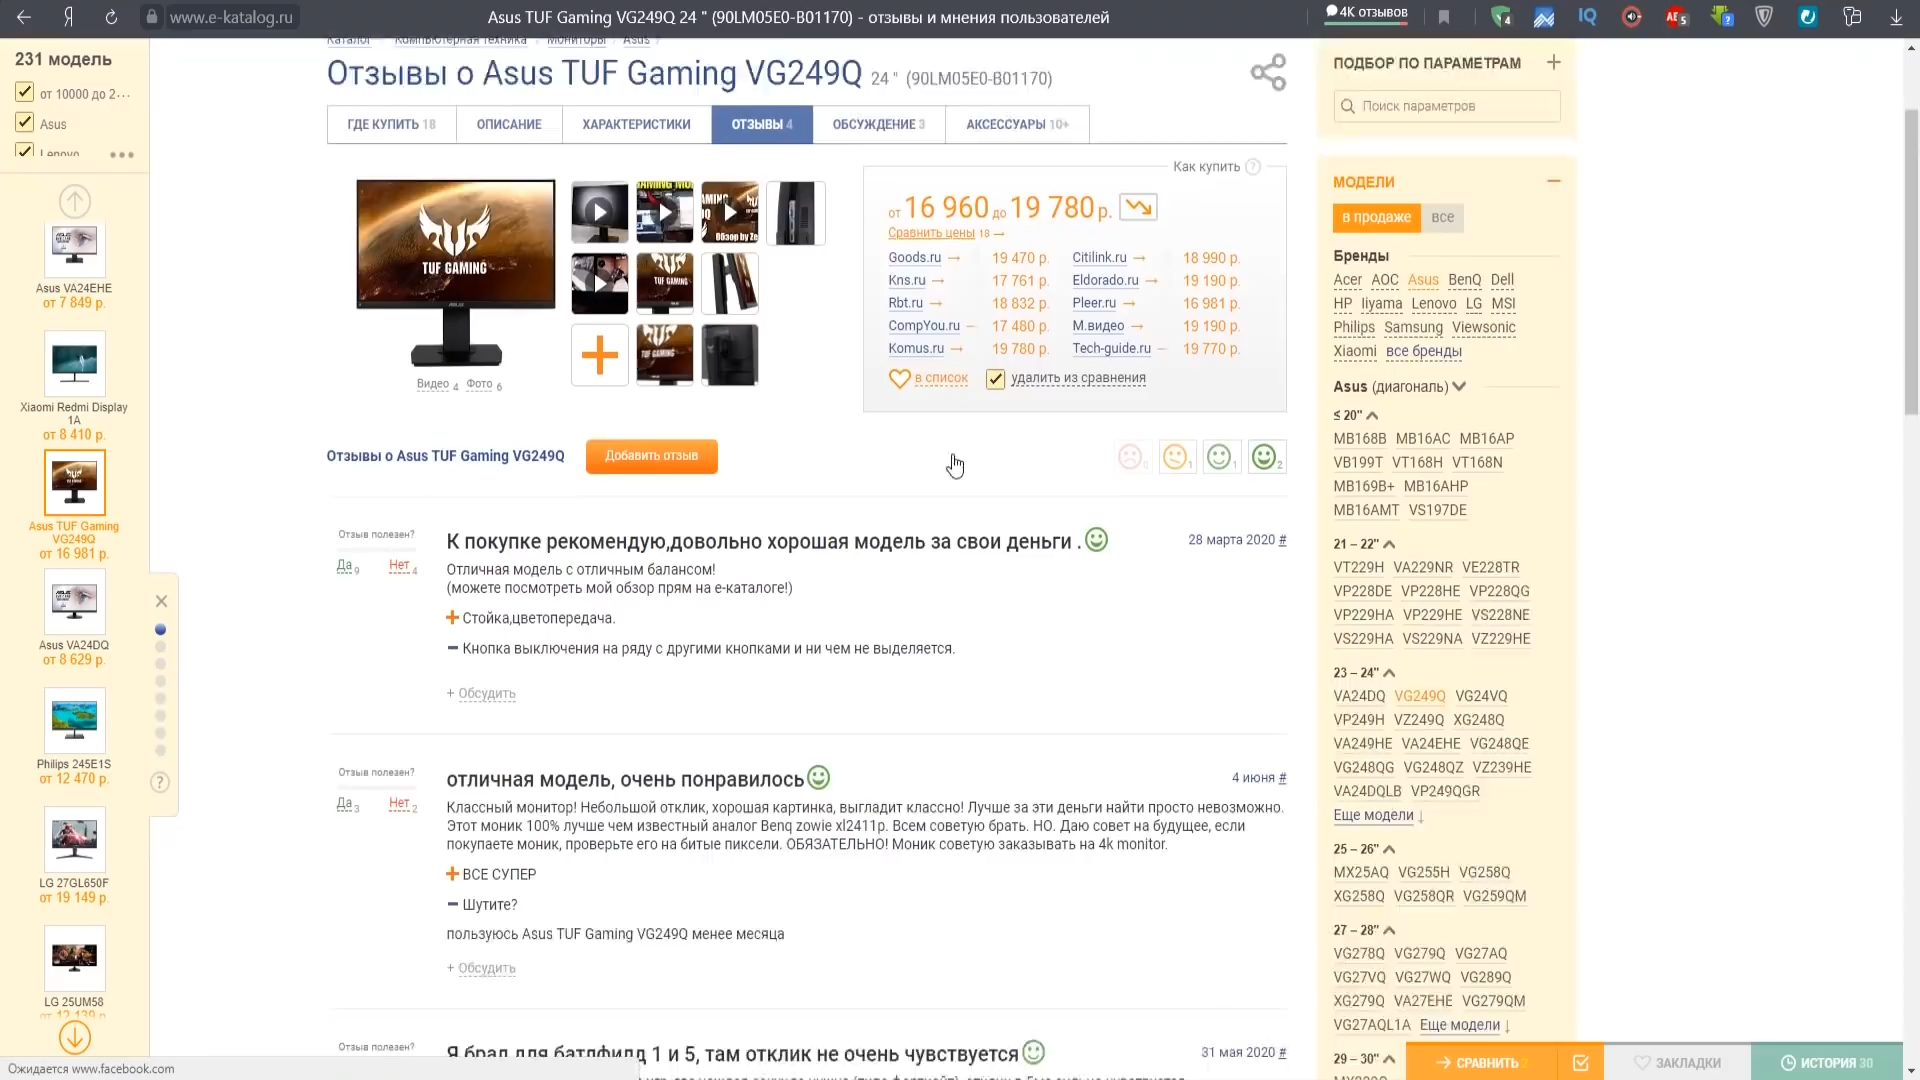 www.e-katalog.ru
Asus TUF Gaming VG249Q 24 " (90LM05E0-B01170) - отзывы и мнения пользователей
4K отзывов
231 модель
от 10000 до 2…
Asus
Lenovo
Asus VA24EHE
от 7 849 р.
Xiaomi Redmi Display
1A
от 8 410 р.
Asus TUF Gaming
VG249Q
от 16 981 р.
Asus VA24DQ
от 8 629 р.
Philips 245E1S
от 12 470 р.
LG 27GL650F
от 19 149 р.
LG 25UM58
от 12 139 р.
Каталог Компьютерная техника Мониторы Asus
Отзывы о Asus TUF Gaming VG249Q 24 " (90LM05E0-B01170)
ГДЕ КУПИТЬ 18 ОПИСАНИЕ ХАРАКТЕРИСТИКИ ОТЗЫВЫ 4 ОБСУЖДЕНИЕ 3 АКСЕССУАРЫ 10+
TUF GAMING
Видео 4 Фото 6
Как купить ?
от 16 960 до 19 780 р.
Сравнить цены 18 →
Goods.ru → 19 470 р. Citilink.ru → 18 990 р.
Kns.ru → 17 761 р. Eldorado.ru → 19 190 р.
Rbt.ru → 18 832 р. Pleer.ru → 16 981 р.
CompYou.ru 17 480 р. М.видео → 19 190 р.
Komus.ru → 19 780 р. Tech-guide.ru 19 770 р.
в список удалить из сравнения
Отзывы о Asus TUF Gaming VG249Q Добавить отзыв 0 1 1 2
Отзыв полезен?
Да 9 Нет 4
К покупке рекомендую,довольно хорошая модель за свои деньги .
28 марта 2020 #
Отличная модель с отличным балансом!
(можете посмотреть мой обзор прям на е-каталоге!)
+ Стойка,цветопередача.
− Кнопка выключения на ряду с другими кнопками и ни чем не выделяется.
+ Обсудить
Отзыв полезен?
Да 3 Нет 2
отличная модель, очень понравилось
4 июня #
Классный монитор! Небольшой отклик, хорошая картинка, выгладит классно! Лучше за эти деньги найти просто невозможно.
Этот моник 100% лучше чем известный аналог Benq zowie xl2411p. Всем советую брать. НО. Даю совет на будущее, если
покупаете моник, проверьте его на битые пиксели. ОБЯЗАТЕЛЬНО! Моник советую заказывать на 4k monitor.
+ ВСЕ СУПЕР
− Шутите?
пользуюсь Asus TUF Gaming VG249Q менее месяца
+ Обсудить
Отзыв полезен?
Я брал для батлфилд 1 и 5, там отклик не очень чувствуется
31 мая 2020 #
ПОДБОР ПО ПАРАМЕТРАМ +
Поиск параметров
МОДЕЛИ −
в продаже все
Бренды
Acer AOC Asus BenQ Dell
HP Iiyama Lenovo LG MSI
Philips Samsung Viewsonic
Xiaomi все бренды
Asus (диагональ)
≤ 20"
MB168B MB16AC MB16AP
VB199T VT168H VT168N
MB169B+ MB16AHP
MB16AMT VS197DE
21 – 22"
VT229H VA229NR VE228TR
VP228DE VP228HE VP228QG
VP229HA VP229HE VS228NE
VS229HA VS229NA VZ229HE
23 – 24"
VA24DQ VG249Q VG24VQ
VP249H VZ249Q XG248Q
VA249HE VA24EHE VG248QE
VG248QG VG248QZ VZ239HE
VA24DQLB VP249QGR
Еще модели ↓
25 – 26"
MX25AQ VG255H VG258Q
XG258Q VG258QR VG259QM
27 – 28"
VG278Q VG279Q VG27AQ
VG27VQ VG27WQ VG289Q
XG279Q VA27EHE VG279QM
VG27AQL1A Еще модели ↓
29 – 30"
→ СРАВНИТЬ 2 ЗАКЛАДКИ ИСТОРИЯ 30
Ожидается www.facebook.com